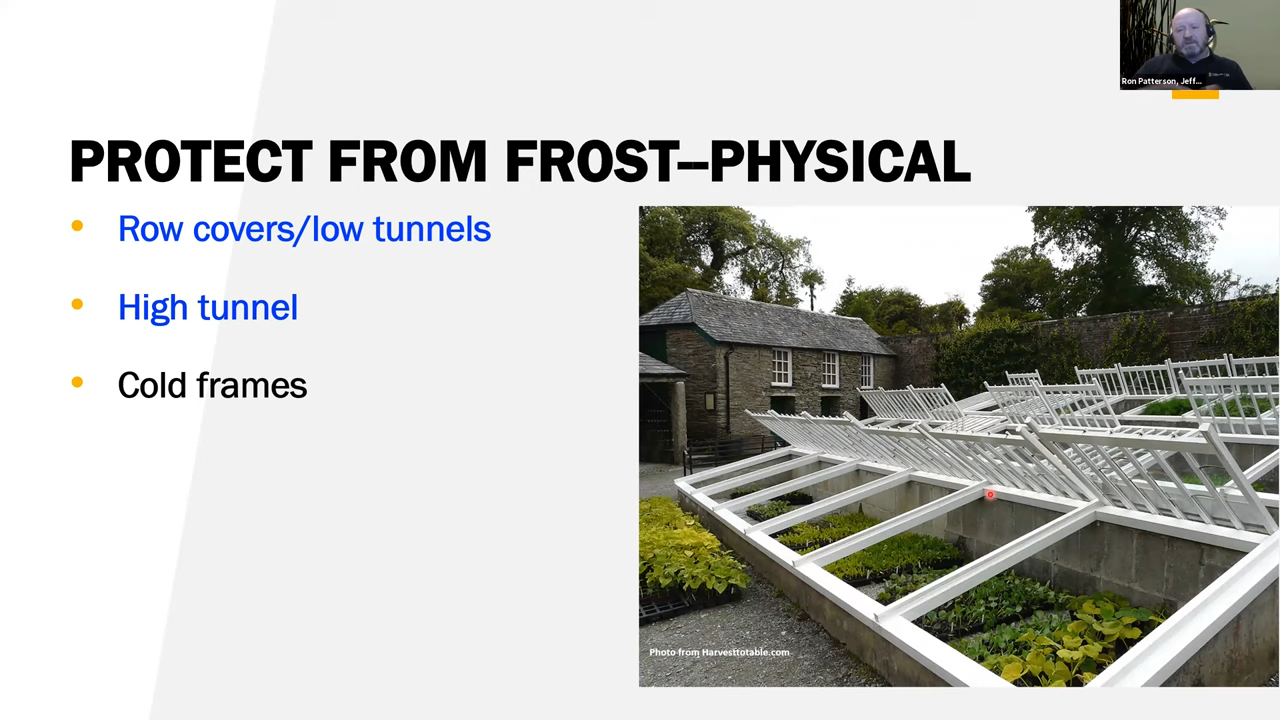 Ron Patterson, Jeff...
PROTECT FROM FROST--PHYSICAL
• Row covers/low tunnels
• High tunnel
• Cold frames
Photo from Harvesttotable.com